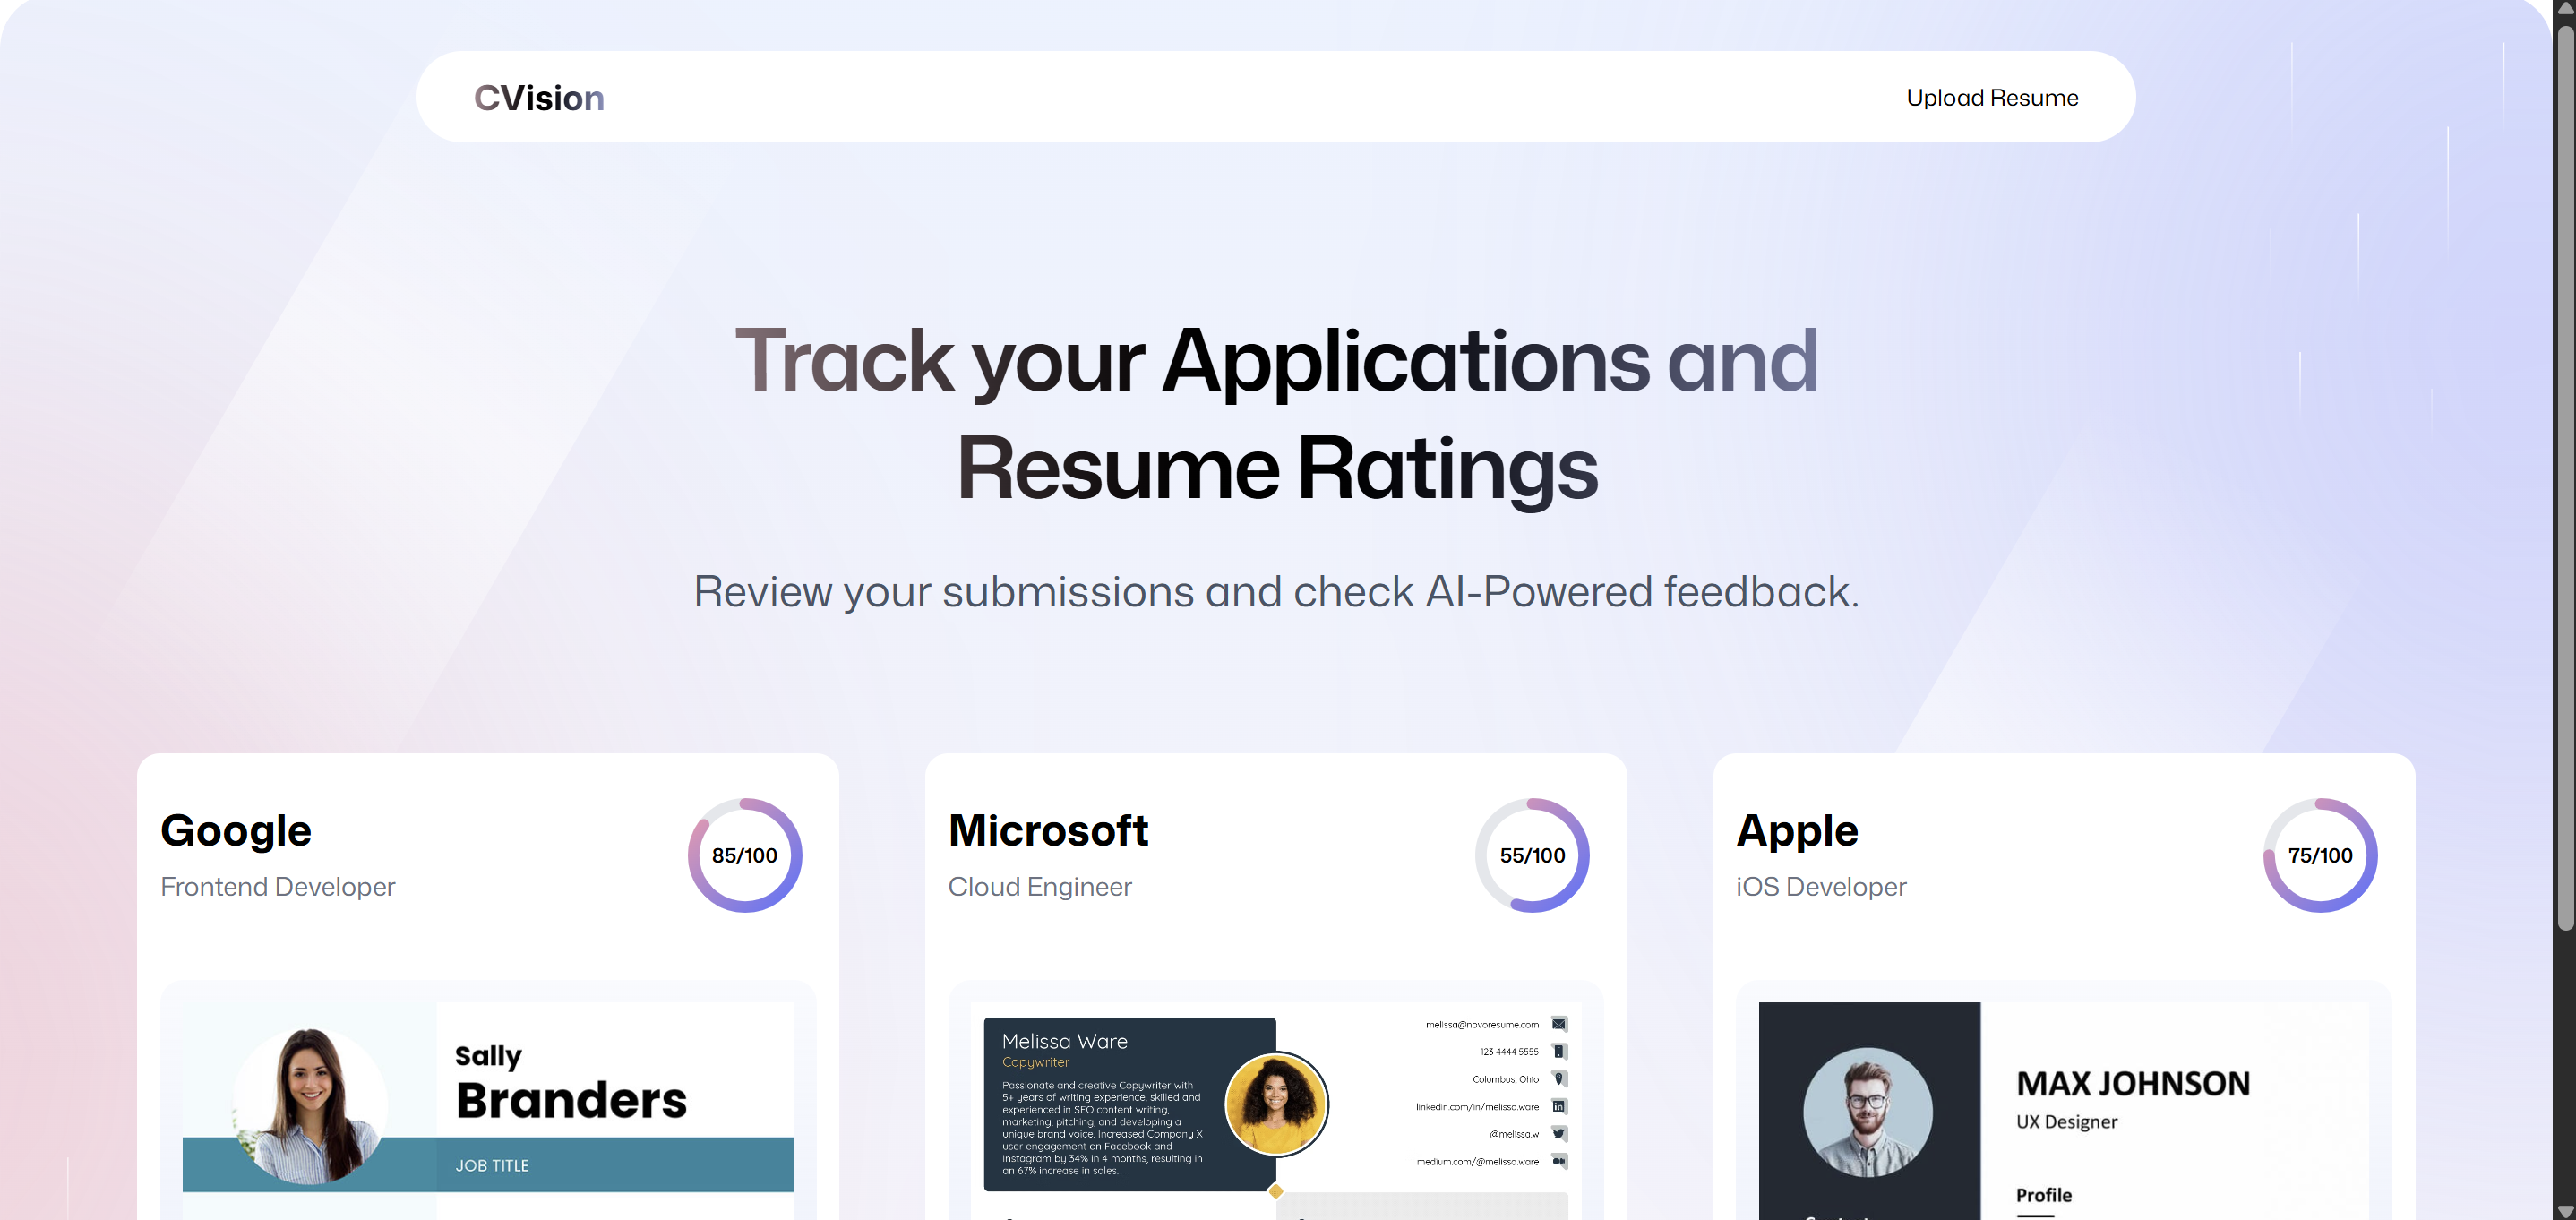 CVision
Upload Resume
Track your Applications and
Resume Ratings
Review your submissions and check AI-Powered feedback.
Google
Frontend Developer
85/100
Sally
Branders
JOB TITLE
Microsoft
Cloud Engineer
55/100
Melissa Ware
Copywriter
Passionate and creative Copywriter with
5+ years of writing experience, skilled and
experienced in SEO content writing,
marketing, pitching, and developing a
unique brand voice. Increased Company X
user engagement on Facebook and
Instagram by 34% in 4 months, resulting in
an 67% increase in sales.
melissa@novoresume.com
123 4444 5555
Columbus, Ohio
linkedin.com/in/melissa.ware
@melissa.w
medium.com/@melissa.ware
Apple
iOS Developer
75/100
MAX JOHNSON
UX Designer
Profile